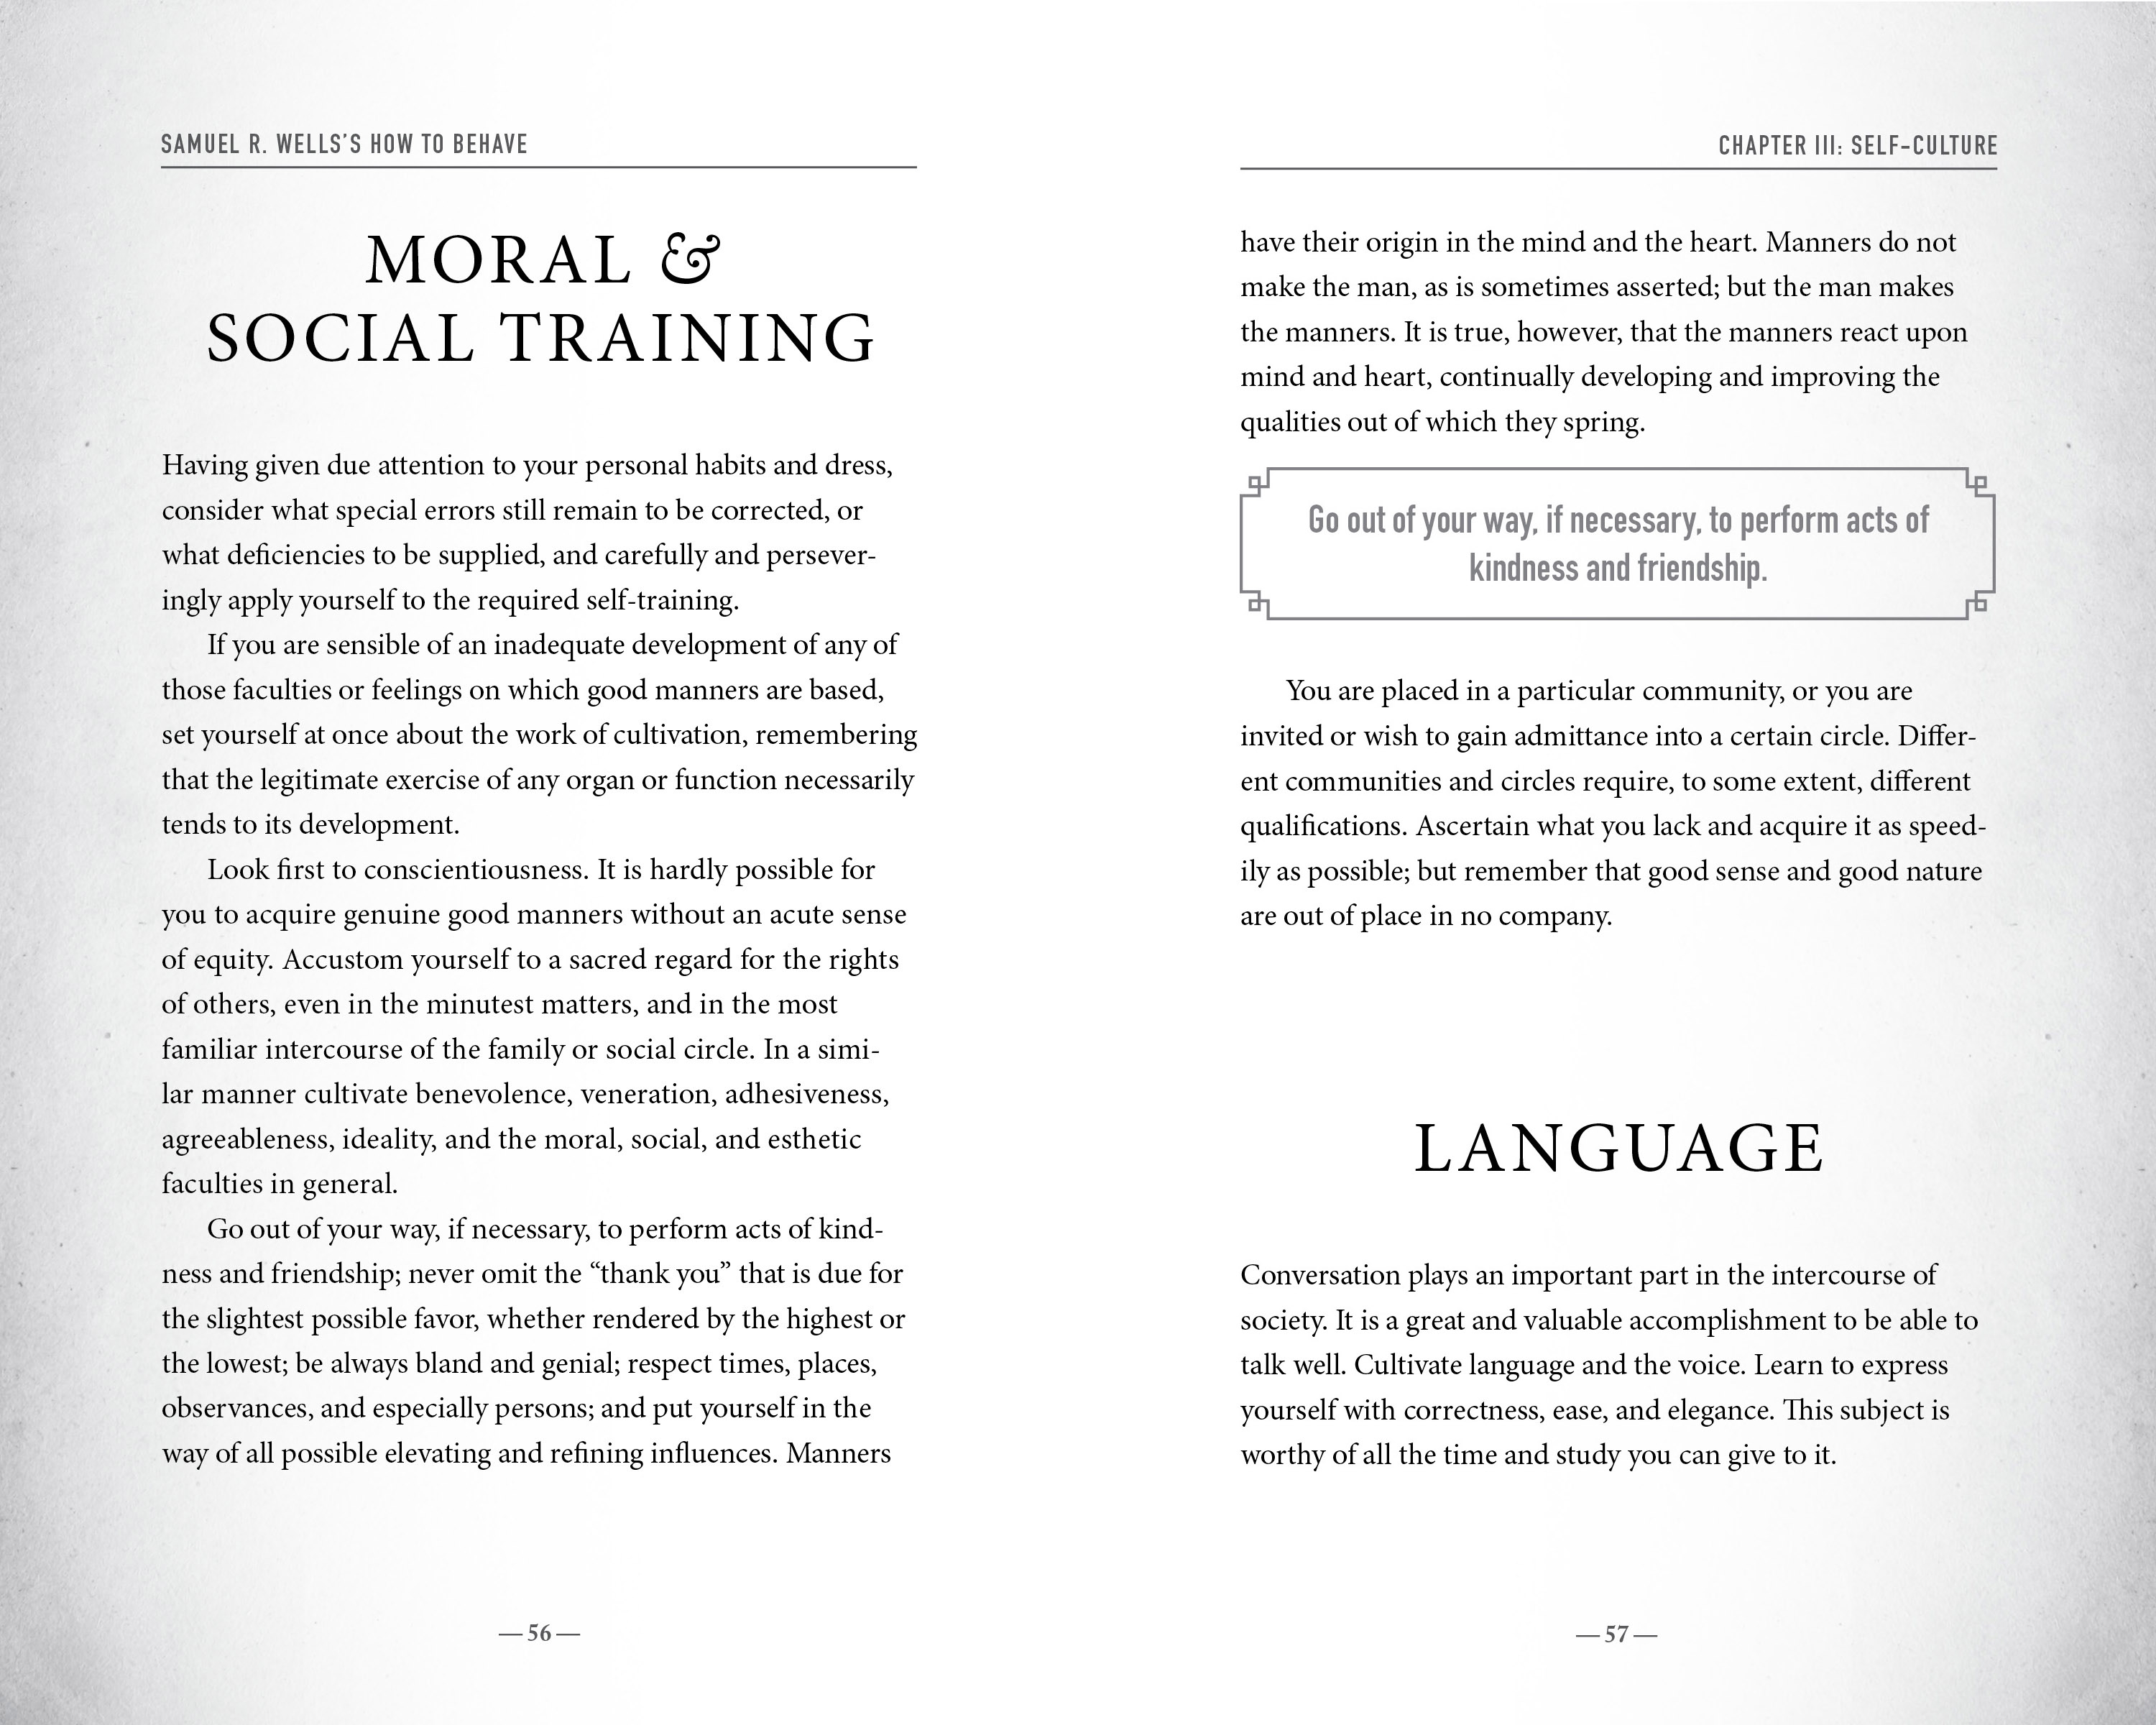 SAMUEL R. WELLS’S HOW TO BEHAVE
MORAL &
SOCIAL TRAINING
Having given due attention to your personal habits and dress,
consider what special errors still remain to be corrected, or
what deficiencies to be supplied, and carefully and persever-
ingly apply yourself to the required self-training.
If you are sensible of an inadequate development of any of
those faculties or feelings on which good manners are based,
set yourself at once about the work of cultivation, remembering
that the legitimate exercise of any organ or function necessarily
tends to its development.
Look first to conscientiousness. It is hardly possible for
you to acquire genuine good manners without an acute sense
of equity. Accustom yourself to a sacred regard for the rights
of others, even in the minutest matters, and in the most
familiar intercourse of the family or social circle. In a simi-
lar manner cultivate benevolence, veneration, adhesiveness,
agreeableness, ideality, and the moral, social, and esthetic
faculties in general.
Go out of your way, if necessary, to perform acts of kind-
ness and friendship; never omit the “thank you” that is due for
the slightest possible favor, whether rendered by the highest or
the lowest; be always bland and genial; respect times, places,
observances, and especially persons; and put yourself in the
way of all possible elevating and refining influences. Manners
— 56 —
CHAPTER III: SELF-CULTURE
have their origin in the mind and the heart. Manners do not
make the man, as is sometimes asserted; but the man makes
the manners. It is true, however, that the manners react upon
mind and heart, continually developing and improving the
qualities out of which they spring.
Go out of your way, if necessary, to perform acts of
kindness and friendship.
You are placed in a particular community, or you are
invited or wish to gain admittance into a certain circle. Differ-
ent communities and circles require, to some extent, different
qualifications. Ascertain what you lack and acquire it as speed-
ily as possible; but remember that good sense and good nature
are out of place in no company.
LANGUAGE
Conversation plays an important part in the intercourse of
society. It is a great and valuable accomplishment to be able to
talk well. Cultivate language and the voice. Learn to express
yourself with correctness, ease, and elegance. This subject is
worthy of all the time and study you can give to it.
— 57 —